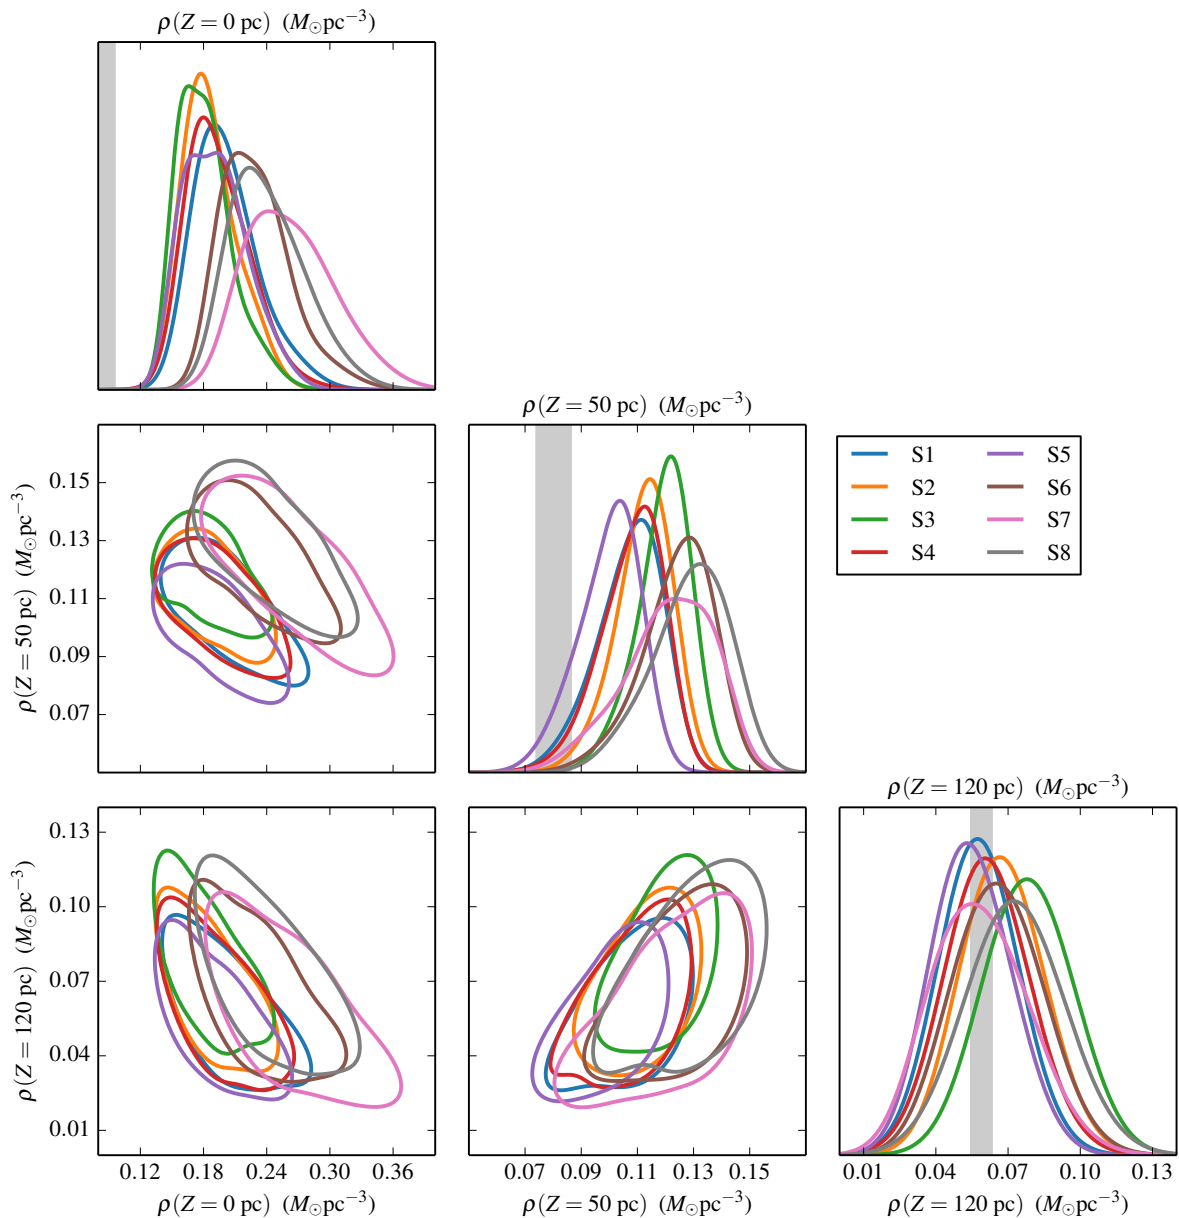 ρ(Z = 0 pc) (M⊙pc⁻³)
ρ(Z = 50 pc) (M⊙pc⁻³)
0.15
0.13
0.11
0.09
0.07
ρ(Z = 50 pc) (M⊙pc⁻³)
S1 S5
S2 S6
S3 S7
S4 S8
ρ(Z = 120 pc) (M⊙pc⁻³)
0.13
0.10
0.07
0.04
0.01
ρ(Z = 120 pc) (M⊙pc⁻³)
0.12 0.18 0.24 0.30 0.36
0.07 0.09 0.11 0.13 0.15
0.01 0.04 0.07 0.10 0.13
ρ(Z = 0 pc) (M⊙pc⁻³)
ρ(Z = 50 pc) (M⊙pc⁻³)
ρ(Z = 120 pc) (M⊙pc⁻³)